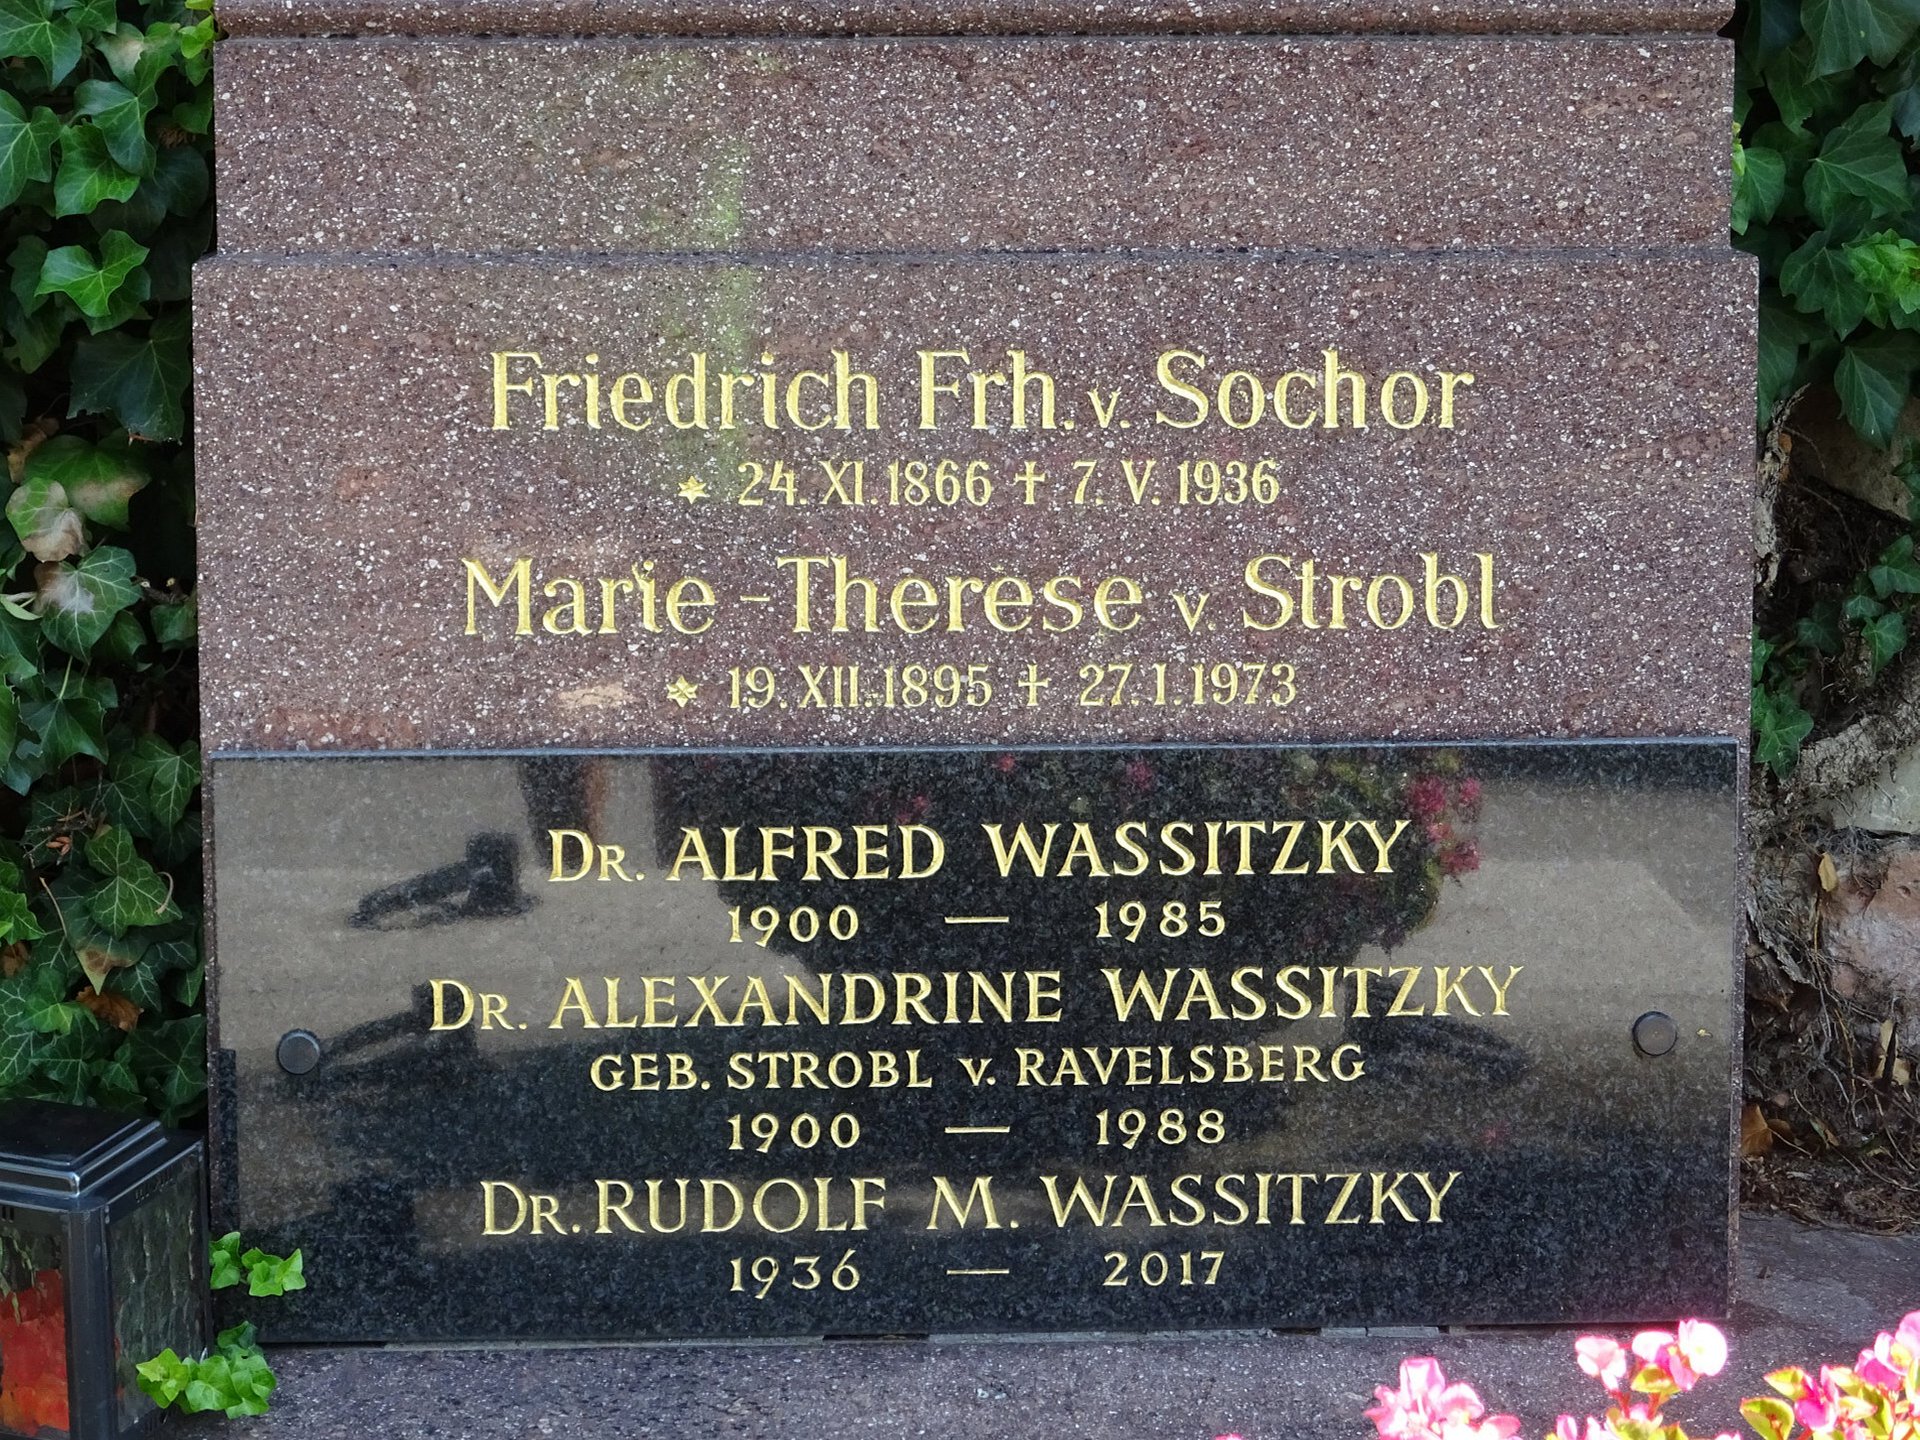 Friedrich Frh. v. Sochor
* 24. XI. 1866 † 7. V. 1936
Marie-Therese v. Strobl
* 19. XII. 1895 † 27. I. 1973
DR. ALFRED WASSITZKY
1900 — 1985
DR. ALEXANDRINE WASSITZKY
GEB. STROBL v. RAVELSBERG
1900 — 1988
DR. RUDOLF M. WASSITZKY
1936 — 2017